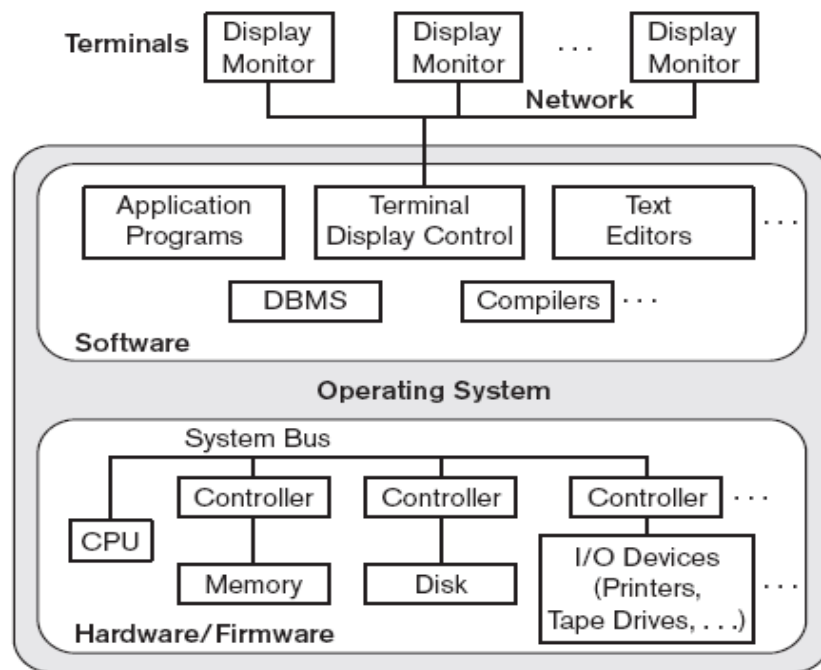 Terminals
Display
Monitor
Display
Monitor
. . .
Display
Monitor
Network
Application
Programs
Terminal
Display Control
Text
Editors
. . .
DBMS
Compilers
. . .
Software
Operating System
System Bus
Controller
Controller
Controller
. . .
CPU
Memory
Disk
I/O Devices
(Printers,
Tape Drives, . . .)
. . .
Hardware/Firmware